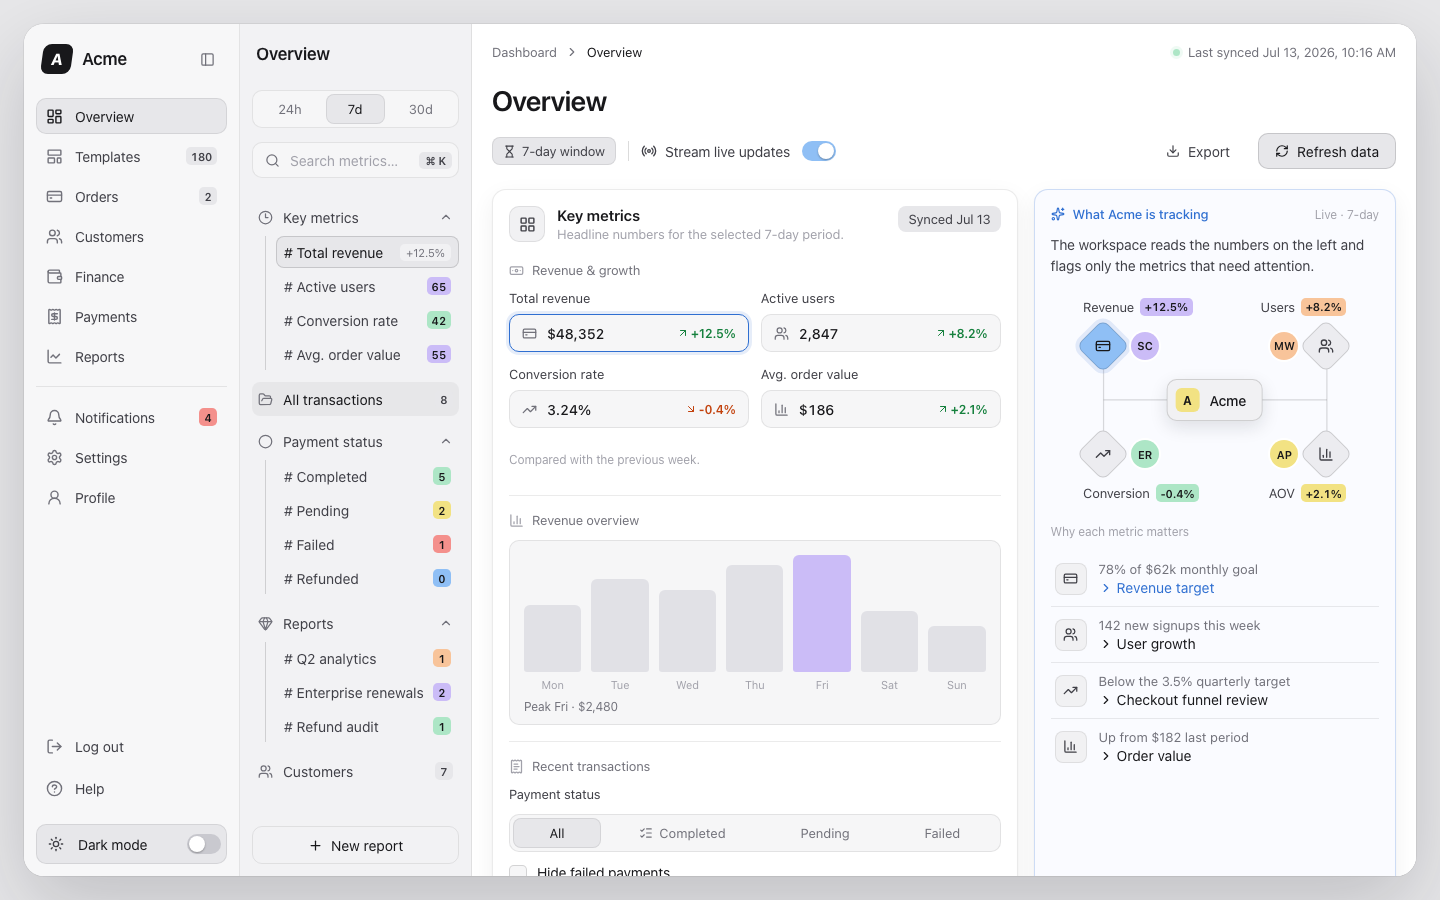 A Acme
Overview
Templates 180
Orders 2
Customers
Finance
Payments
Reports
Notifications 4
Settings
Profile
Log out
Help
Dark mode
Overview
24h 7d 30d
Search metrics... ⌘ K
Key metrics
# Total revenue +12.5%
# Active users 65
# Conversion rate 42
# Avg. order value 55
All transactions 8
Payment status
# Completed 5
# Pending 2
# Failed 1
# Refunded 0
Reports
# Q2 analytics 1
# Enterprise renewals 2
# Refund audit 1
Customers 7
+ New report
Dashboard > Overview
Last synced Jul 13, 2026, 10:16 AM
Overview
7-day window
Stream live updates
Export
Refresh data
Key metrics
Headline numbers for the selected 7-day period.
Synced Jul 13
Revenue & growth
Total revenue
$48,352 +12.5%
Active users
2,847 +8.2%
Conversion rate
3.24% -0.4%
Avg. order value
$186 +2.1%
Compared with the previous week.
Revenue overview
Mon Tue Wed Thu Fri Sat Sun
Peak Fri · $2,480
Recent transactions
Payment status
All Completed Pending Failed
Hide failed payments
What Acme is tracking
Live · 7-day
The workspace reads the numbers on the left and
flags only the metrics that need attention.
Revenue +12.5%
Users +8.2%
SC
MW
A Acme
ER
AP
Conversion -0.4%
AOV +2.1%
Why each metric matters
78% of $62k monthly goal
> Revenue target
142 new signups this week
> User growth
Below the 3.5% quarterly target
> Checkout funnel review
Up from $182 last period
> Order value